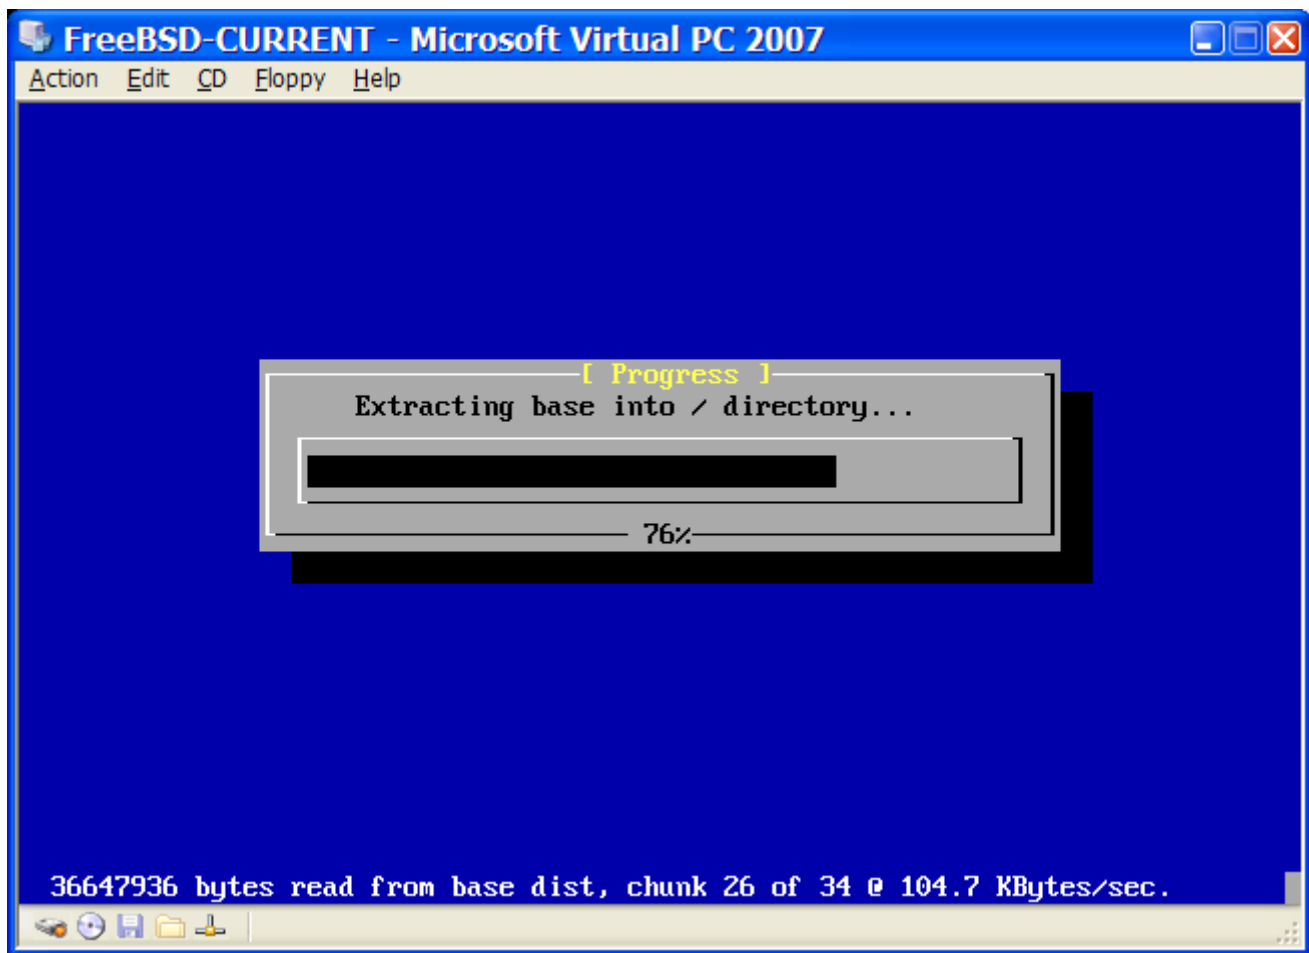 FreeBSD-CURRENT - Microsoft Virtual PC 2007
Action Edit CD Floppy Help
[ Progress ]
Extracting base into / directory...
76%
36647936 bytes read from base dist, chunk 26 of 34 @ 104.7 KBytes/sec.